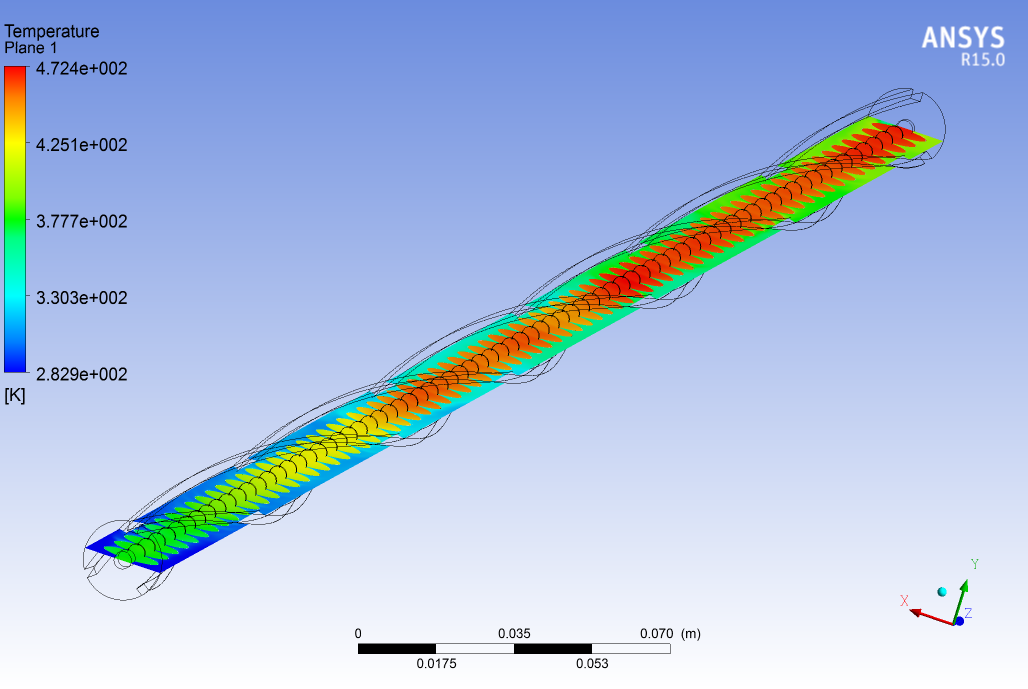 Temperature
Plane 1
4.724e+002
4.251e+002
3.777e+002
3.303e+002
2.829e+002
[K]
ANSYS
R15.0
0 0.035 0.070 (m)
0.0175 0.053
Y
X
Z